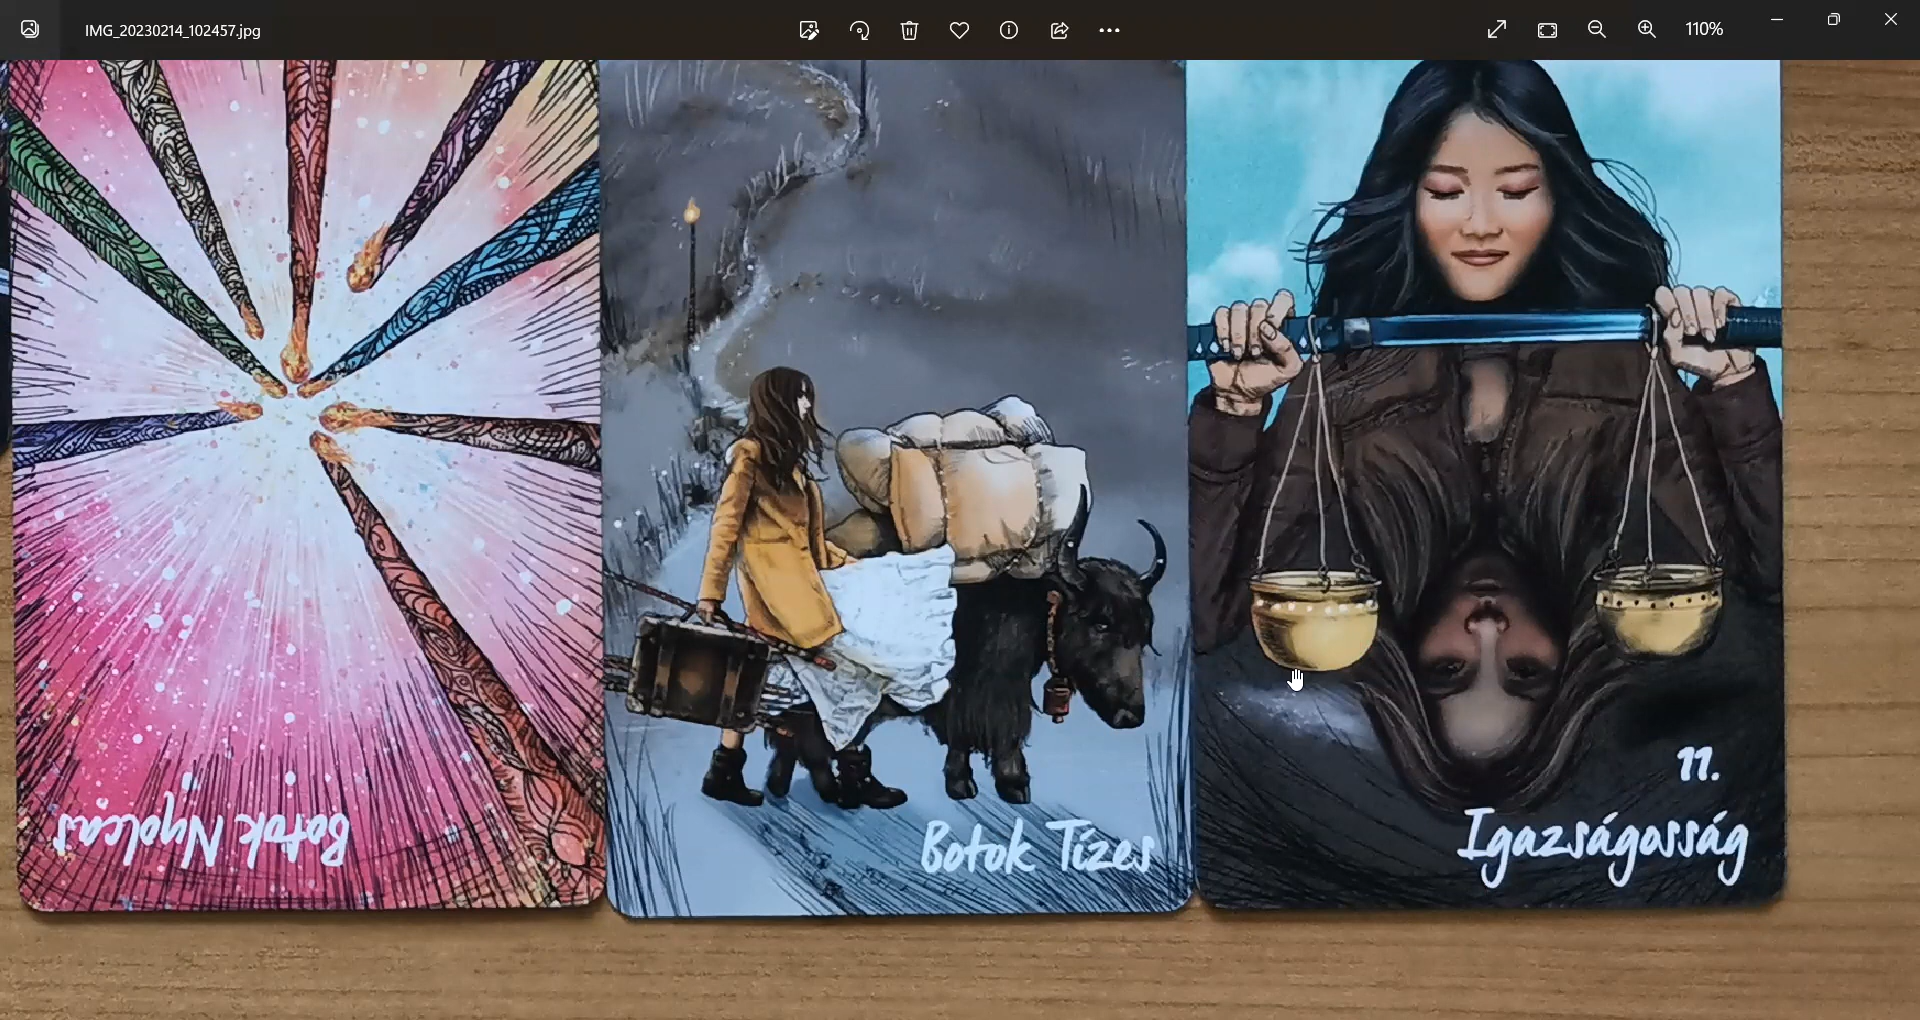 IMG_20230214_102457.jpg
110%
Botok Nyolcas
Botok Tízes
11.
Igazságosság